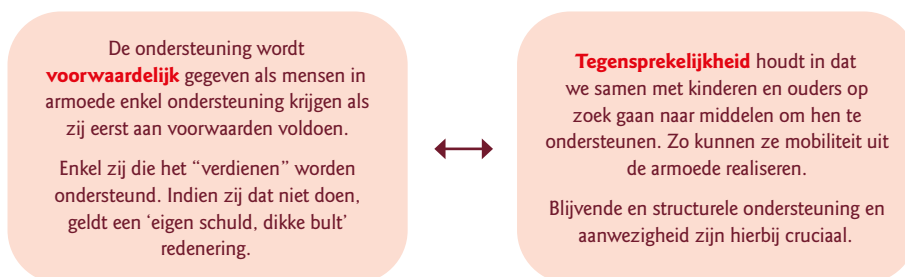 De ondersteuning wordt
voorwaardelijk gegeven als mensen in
armoede enkel ondersteuning krijgen als
zij eerst aan voorwaarden voldoen.
Enkel zij die het “verdienen” worden
ondersteund. Indien zij dat niet doen,
geldt een ‘eigen schuld, dikke bult’
redenering.
Tegensprekelijkheid houdt in dat
we samen met kinderen en ouders op
zoek gaan naar middelen om hen te
ondersteunen. Zo kunnen ze mobiliteit uit
de armoede realiseren.
Blijvende en structurele ondersteuning en
aanwezigheid zijn hierbij cruciaal.